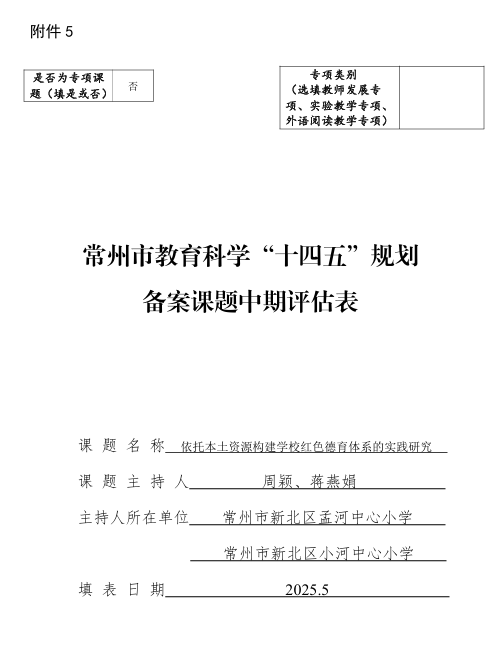 附件 5
是否为专项课
题（填是或否）
否
专项类别
（选填教师发展专
项、实验教学专项、
外语阅读教学专项）
常州市教育科学“十四五”规划
备案课题中期评估表
课 题 名 称 依托本土资源构建学校红色德育体系的实践研究
课 题 主 持 人 周颖、蒋燕娟
主持人所在单位 常州市新北区孟河中心小学
常州市新北区小河中心小学
填 表 日 期 2025.5